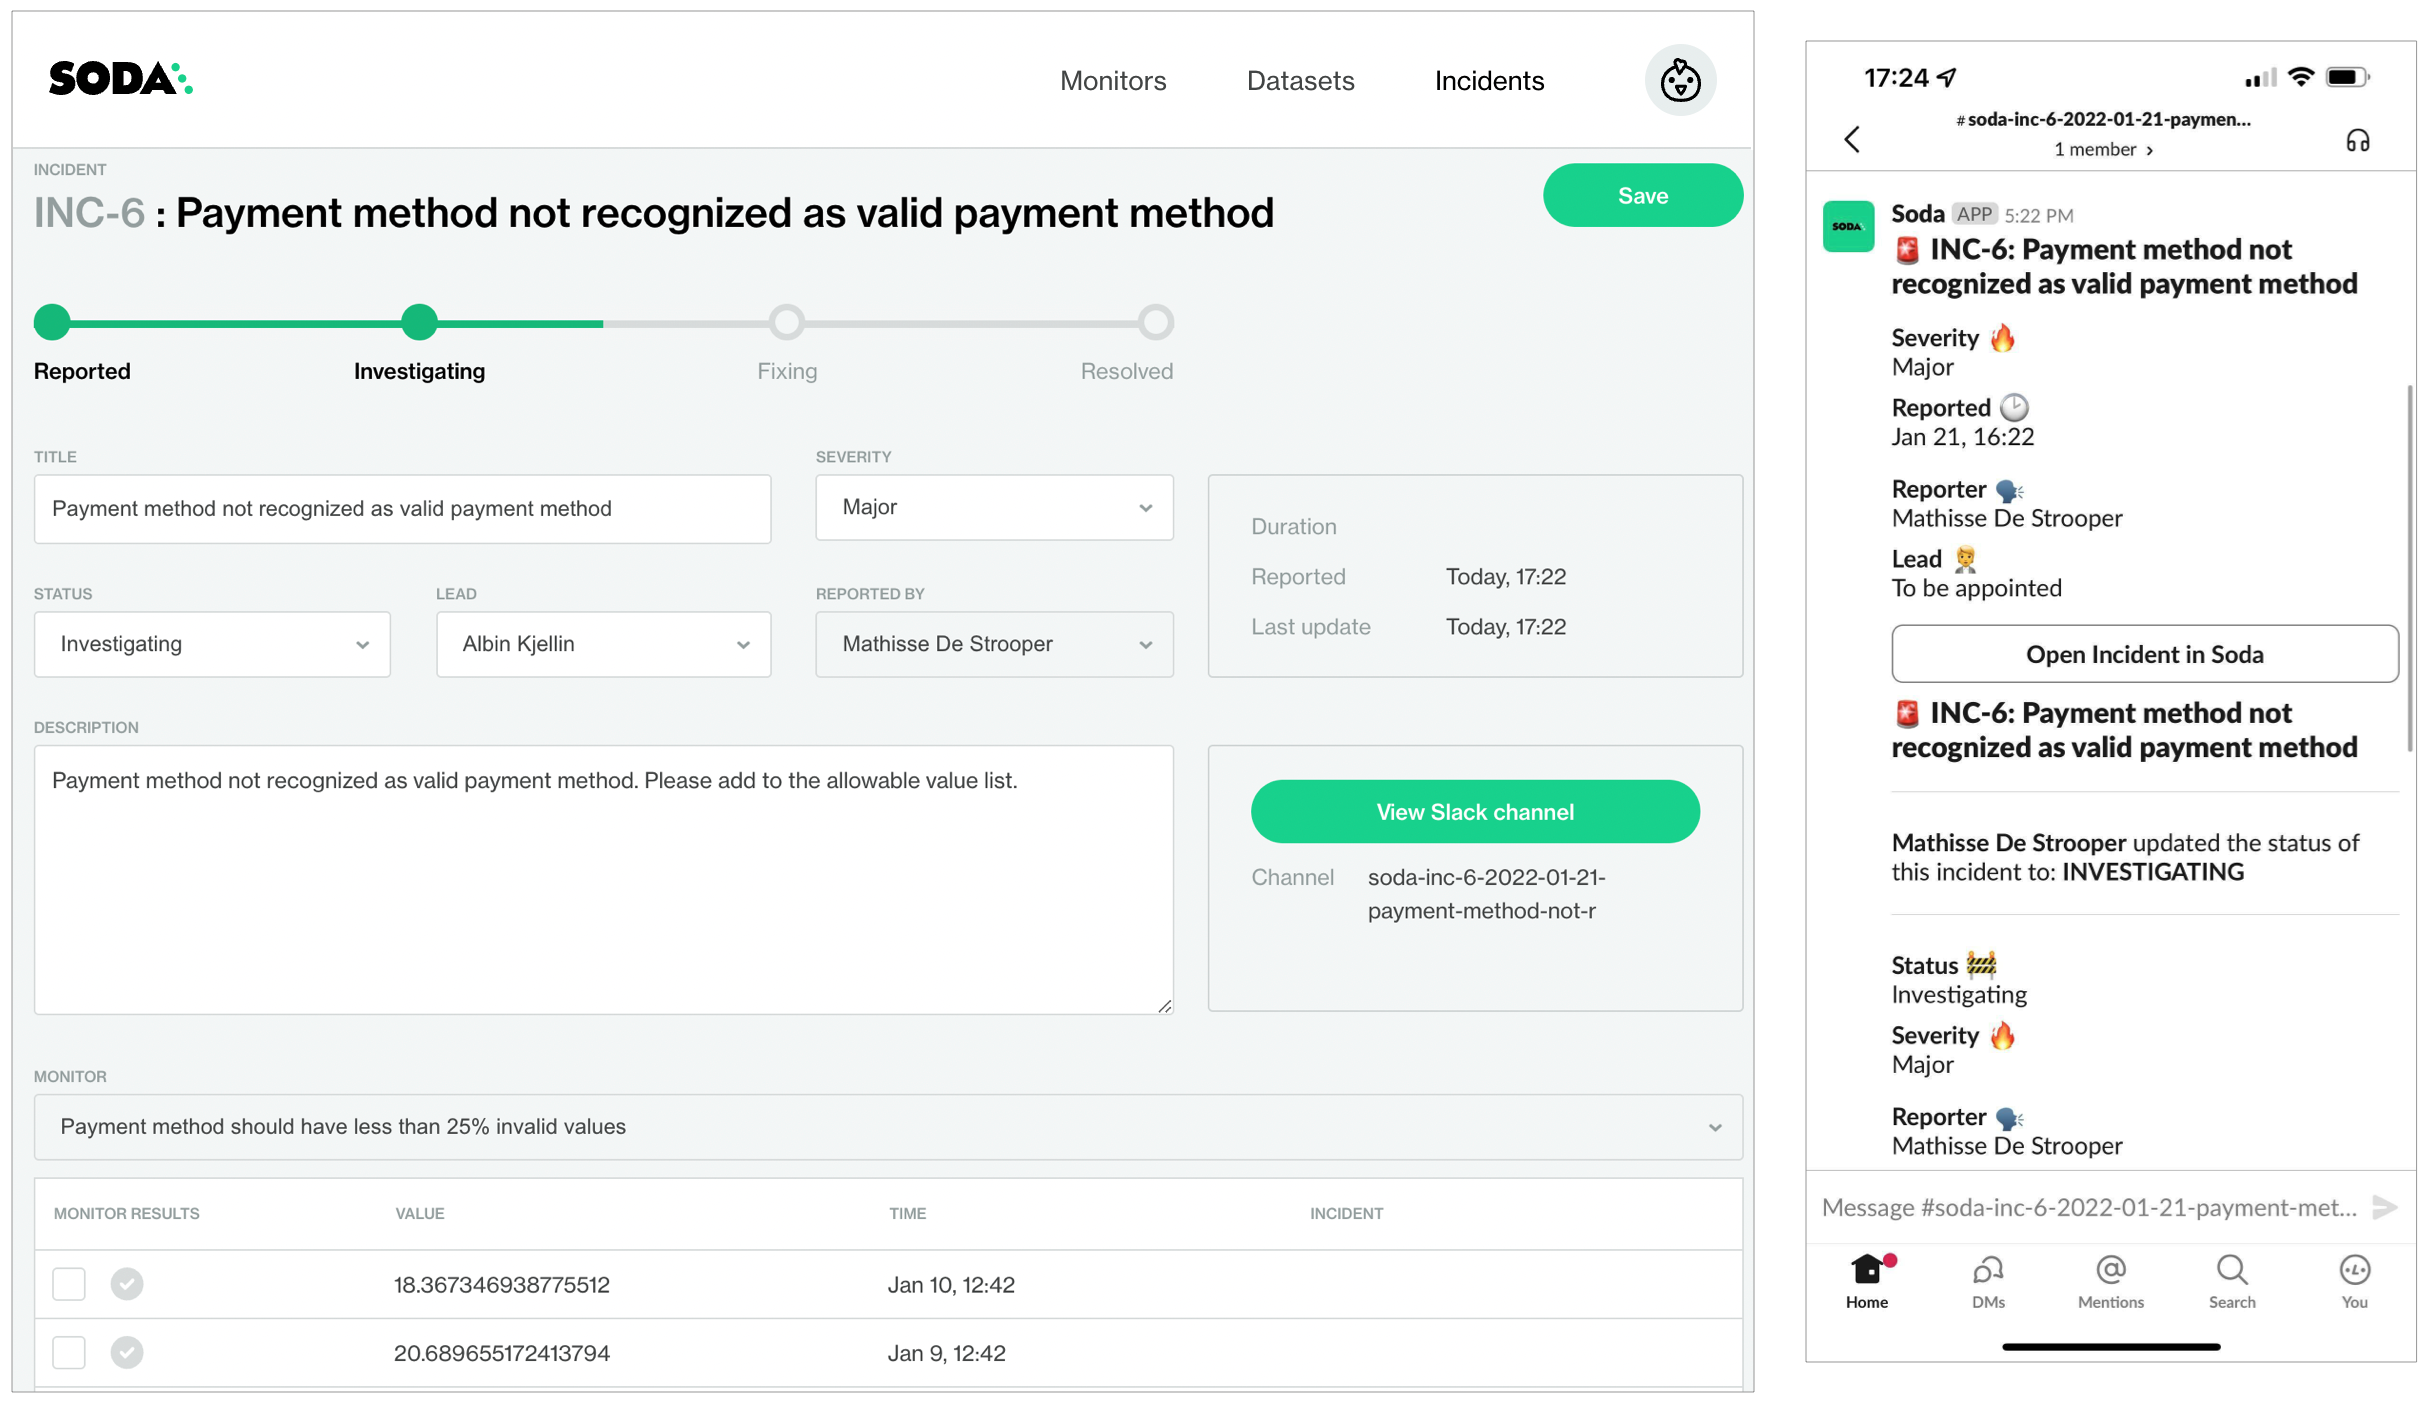 SODA
Monitors
Datasets
Incidents
INCIDENT
INC-6 : Payment method not recognized as valid payment method
Save
Reported
Investigating
Fixing
Resolved
TITLE
Payment method not recognized as valid payment method
SEVERITY
Major
STATUS
Investigating
LEAD
Albin Kjellin
REPORTED BY
Mathisse De Strooper
Duration
Reported Today, 17:22
Last update Today, 17:22
DESCRIPTION
Payment method not recognized as valid payment method. Please add to the allowable value list.
View Slack channel
Channel soda-inc-6-2022-01-21-
payment-method-not-r
MONITOR
Payment method should have less than 25% invalid values
MONITOR RESULTS VALUE TIME INCIDENT
18.367346938775512 Jan 10, 12:42
20.689655172413794 Jan 9, 12:42
17:24
#soda-inc-6-2022-01-21-paymen...
1 member >
SODA
Soda APP 5:22 PM
INC-6: Payment method not
recognized as valid payment method
Severity
Major
Reported
Jan 21, 16:22
Reporter
Mathisse De Strooper
Lead
To be appointed
Open Incident in Soda
INC-6: Payment method not
recognized as valid payment method
Mathisse De Strooper updated the status of
this incident to: INVESTIGATING
Status
Investigating
Severity
Major
Reporter
Mathisse De Strooper
Message #soda-inc-6-2022-01-21-payment-met...
Home
DMs
Mentions
Search
You